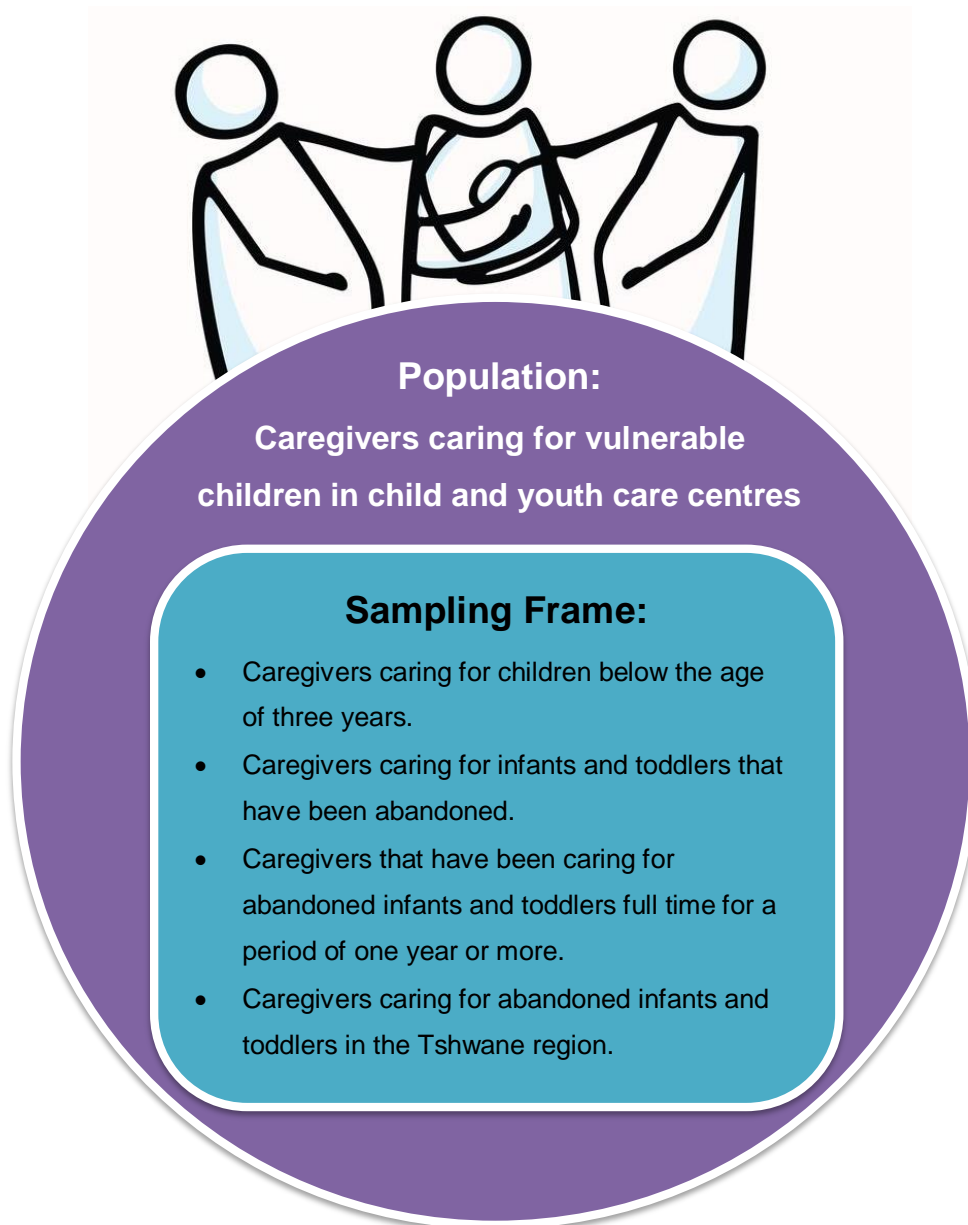 Population:
Caregivers caring for vulnerable
children in child and youth care centres
Sampling Frame:
• Caregivers caring for children below the age
of three years.
• Caregivers caring for infants and toddlers that
have been abandoned.
• Caregivers that have been caring for
abandoned infants and toddlers full time for a
period of one year or more.
• Caregivers caring for abandoned infants and
toddlers in the Tshwane region.